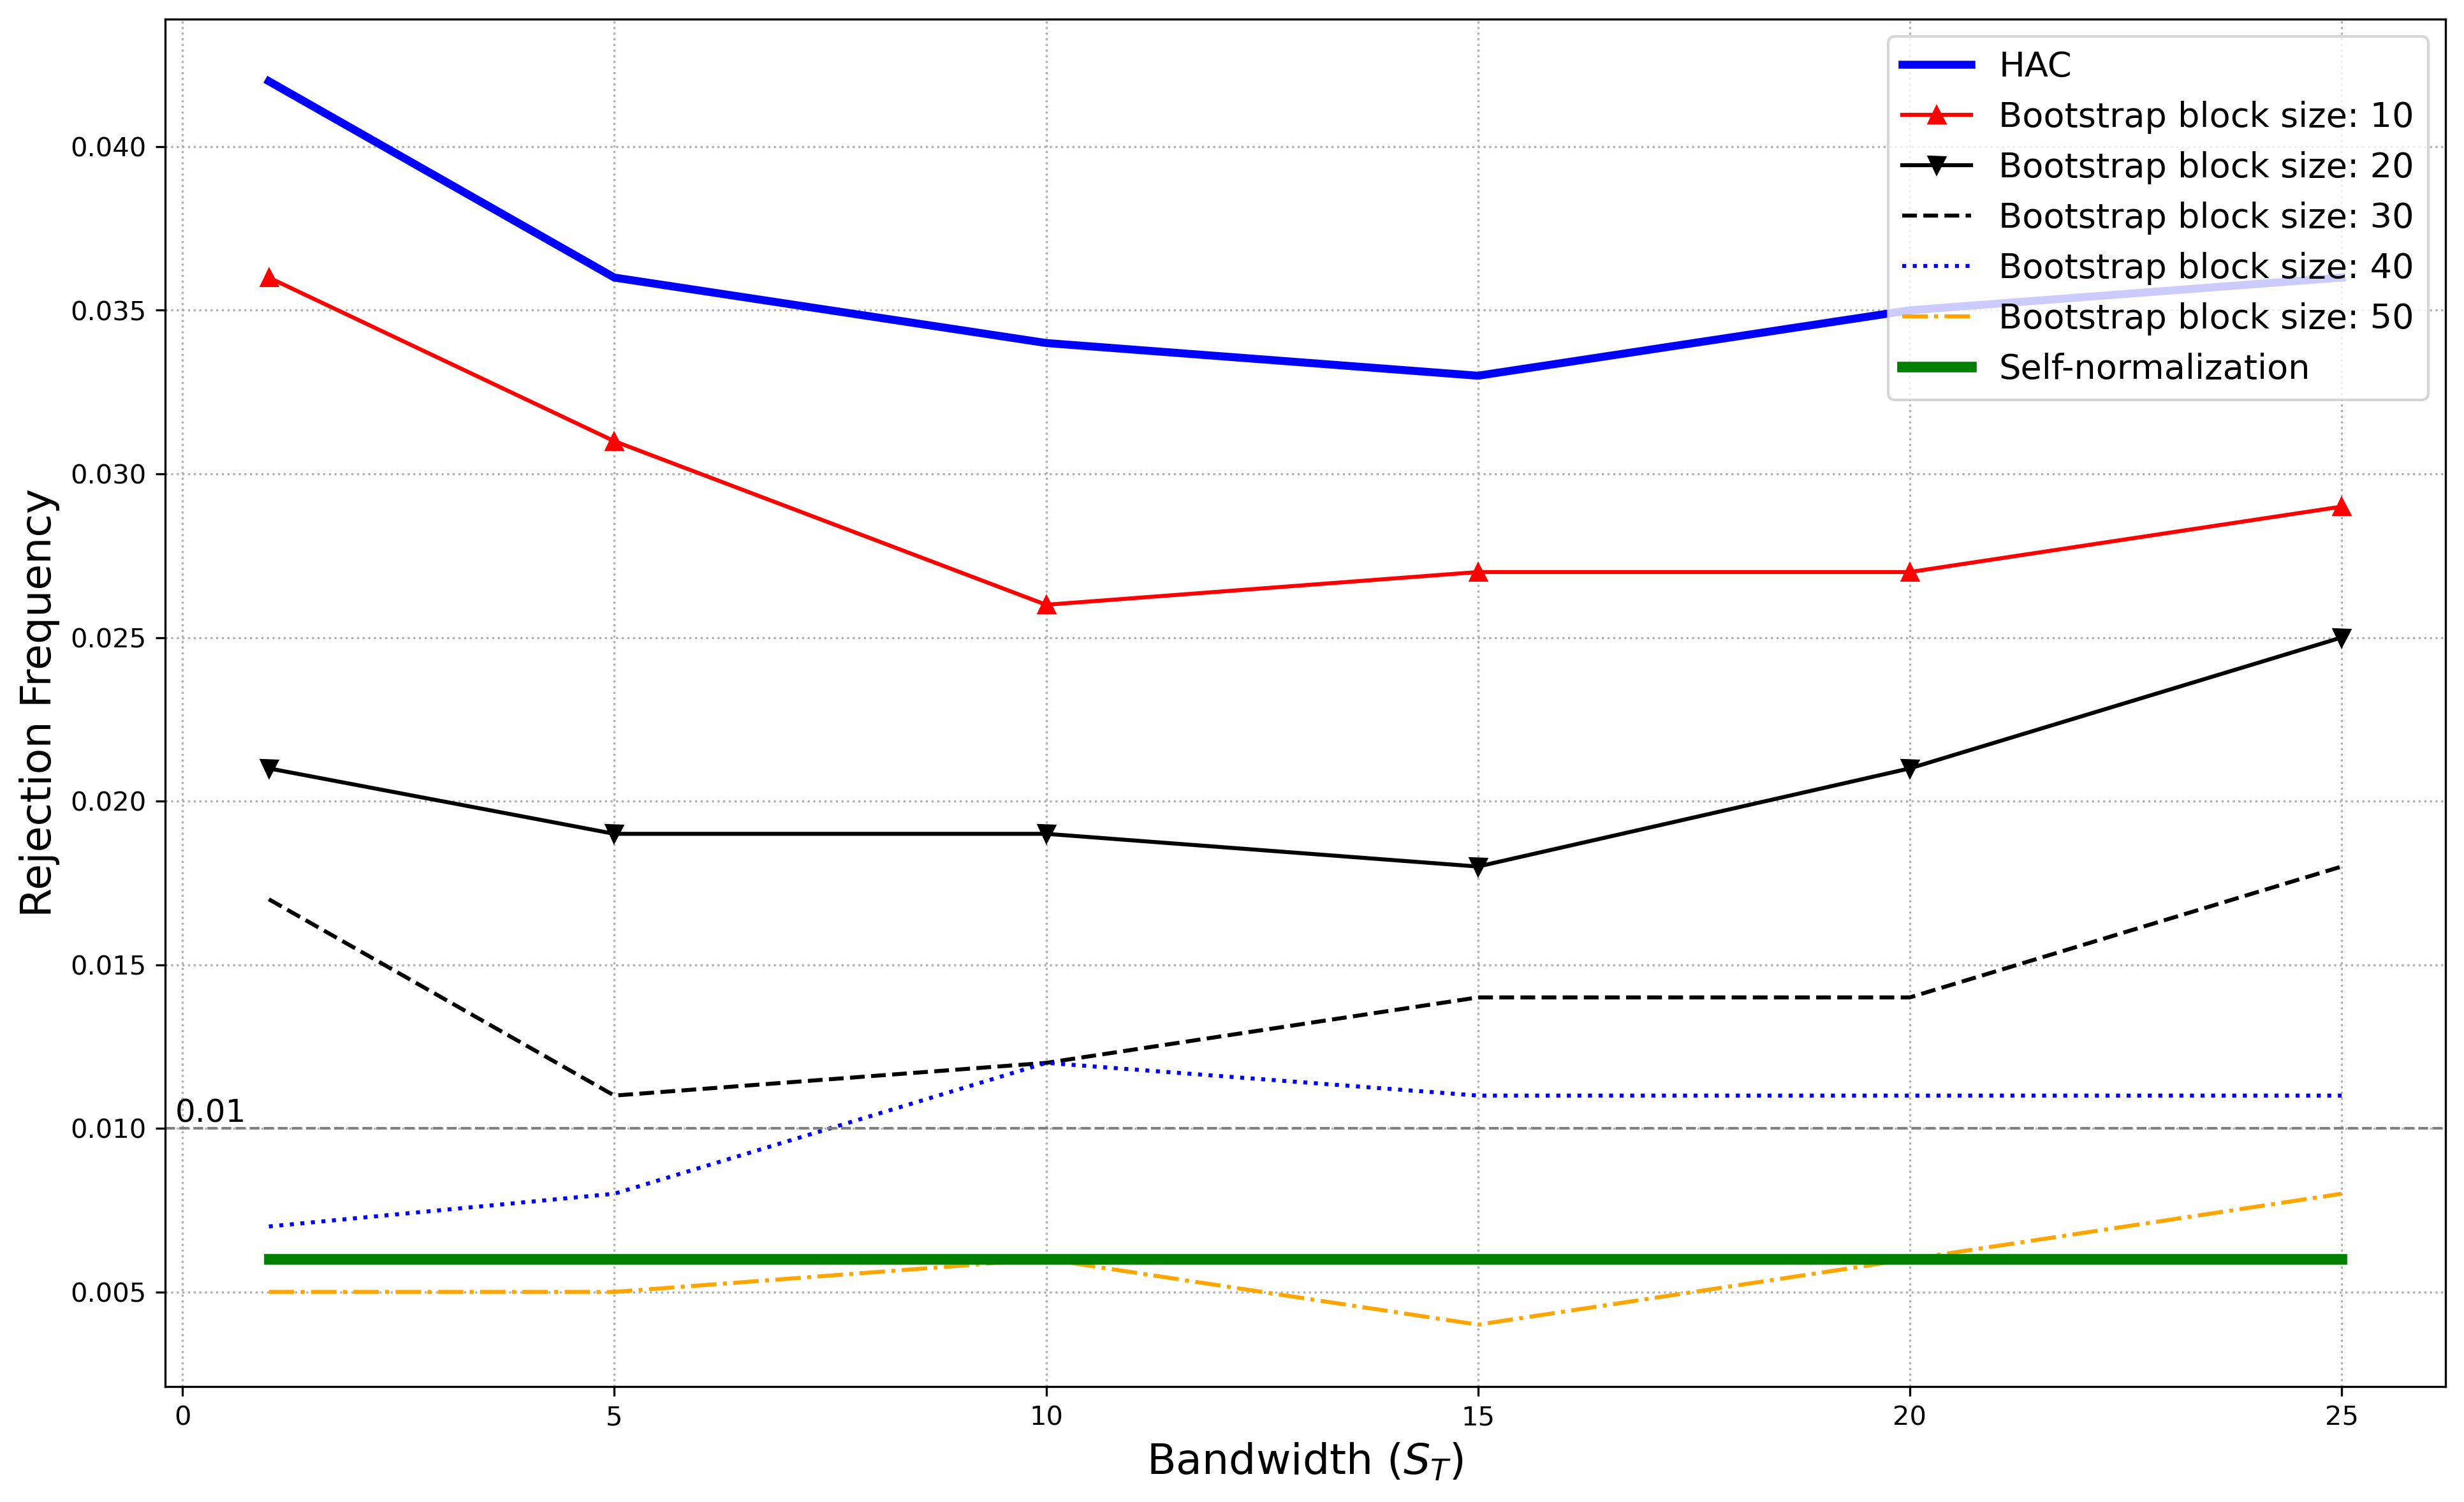 HAC
Bootstrap block size: 10
Bootstrap block size: 20
Bootstrap block size: 30
Bootstrap block size: 40
Bootstrap block size: 50
Self-normalization
Rejection Frequency
0.040
0.035
0.030
0.025
0.020
0.015
0.010
0.005
0.01
0 5 10 15 20 25
Bandwidth (S_T)